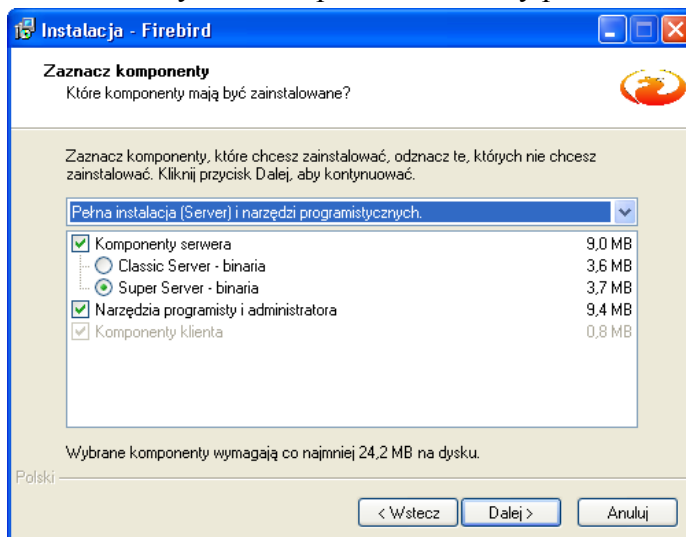 Instalacja - Firebird
Zaznacz komponenty
Które komponenty mają być zainstalowane?
Zaznacz komponenty, które chcesz zainstalować, odznacz te, których nie chcesz
zainstalować. Kliknij przycisk Dalej, aby kontynuować.
Pełna instalacja (Server) i narzędzi programistycznych.
Komponenty serwera 9,0 MB
Classic Server - binaria 3,6 MB
Super Server - binaria 3,7 MB
Narzędzia programisty i administratora 9,4 MB
Komponenty klienta 0,8 MB
Wybrane komponenty wymagają co najmniej 24,2 MB na dysku.
Polski
< Wstecz Dalej > Anuluj